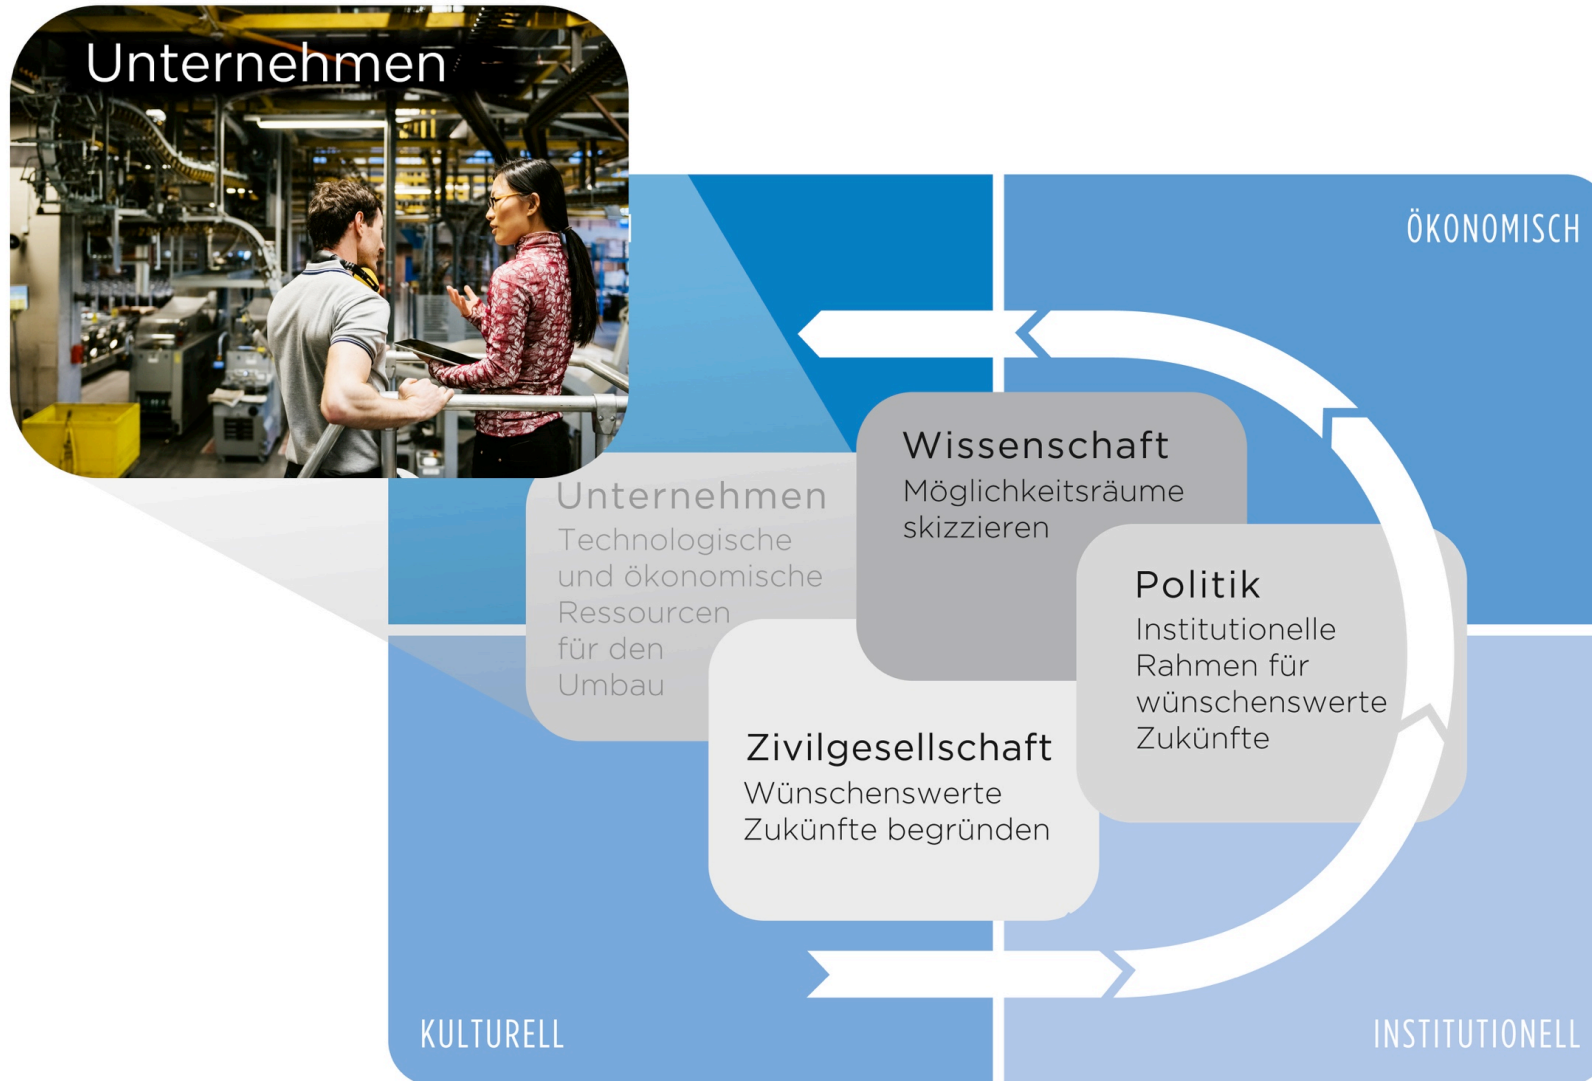 Unternehmen
ÖKONOMISCH
Wissenschaft
Möglichkeitsräume
skizzieren
Unternehmen
Technologische
und ökonomische
Ressourcen
für den
Umbau
Politik
Institutionelle
Rahmen für
wünschenswerte
Zukünfte
Zivilgesellschaft
Wünschenswerte
Zukünfte begründen
KULTURELL
INSTITUTIONELL